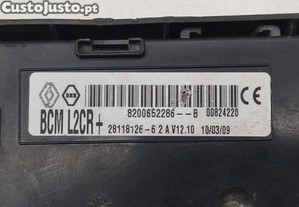 CustoJusto.pt
8200652286--B 00824220
BCM L2CR+
28118126-6 2 A V12.10 10/03/09
CE